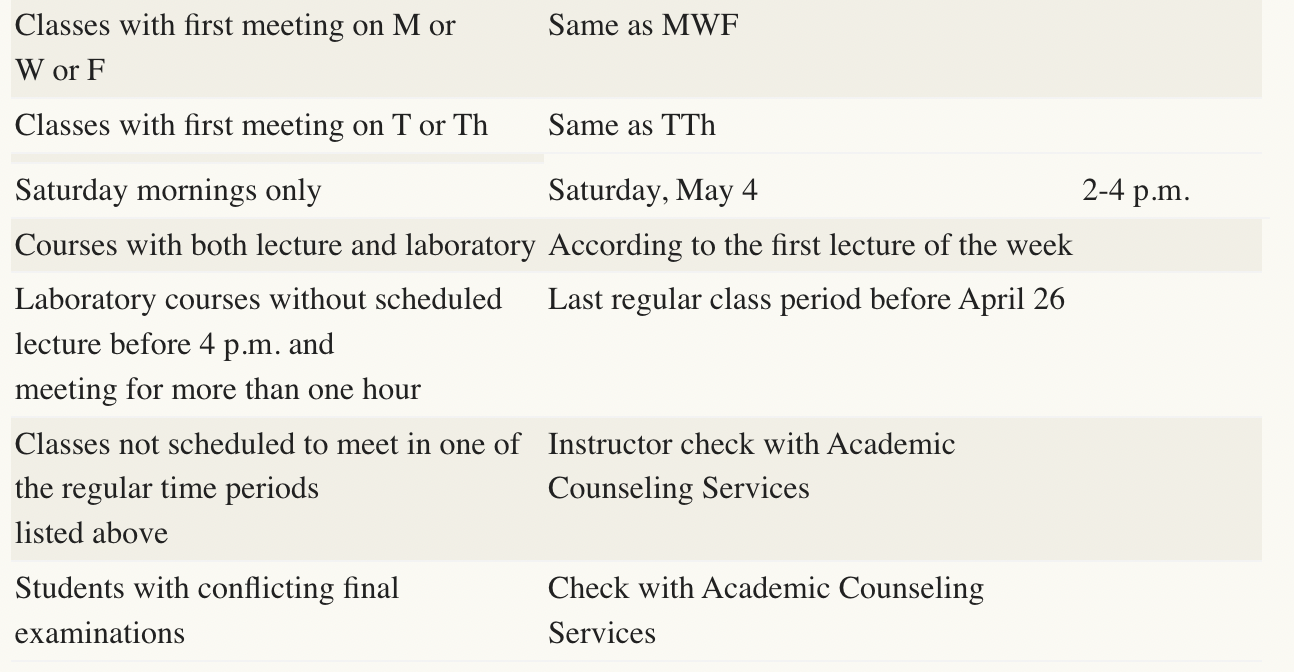 Classes with first meeting on M or Same as MWF
W or F
Classes with first meeting on T or Th Same as TTh
Saturday mornings only Saturday, May 4 2-4 p.m.
Courses with both lecture and laboratory According to the first lecture of the week
Laboratory courses without scheduled Last regular class period before April 26
lecture before 4 p.m. and
meeting for more than one hour
Classes not scheduled to meet in one of Instructor check with Academic
the regular time periods Counseling Services
listed above
Students with conflicting final Check with Academic Counseling
examinations Services